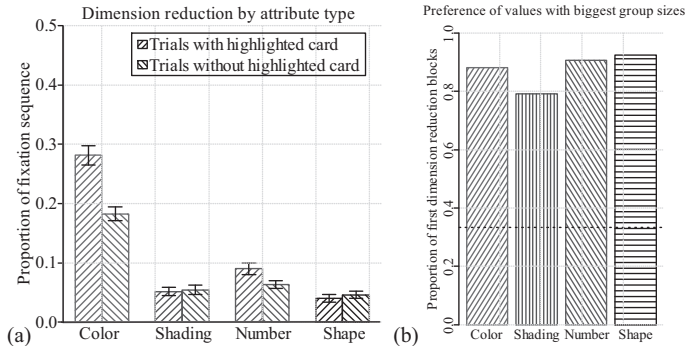 Dimension reduction by attribute type
Proportion of fixation sequence
0.5
0.4
0.3
0.2
0.1
0.0
Trials with highlighted card
Trials without highlighted card
Color Shading Number Shape
(a)
Preference of values with biggest group sizes
Proportion of first dimension reduction blocks
1.0
0.8
0.6
0.4
0.2
0.0
Color Shading Number Shape
(b)